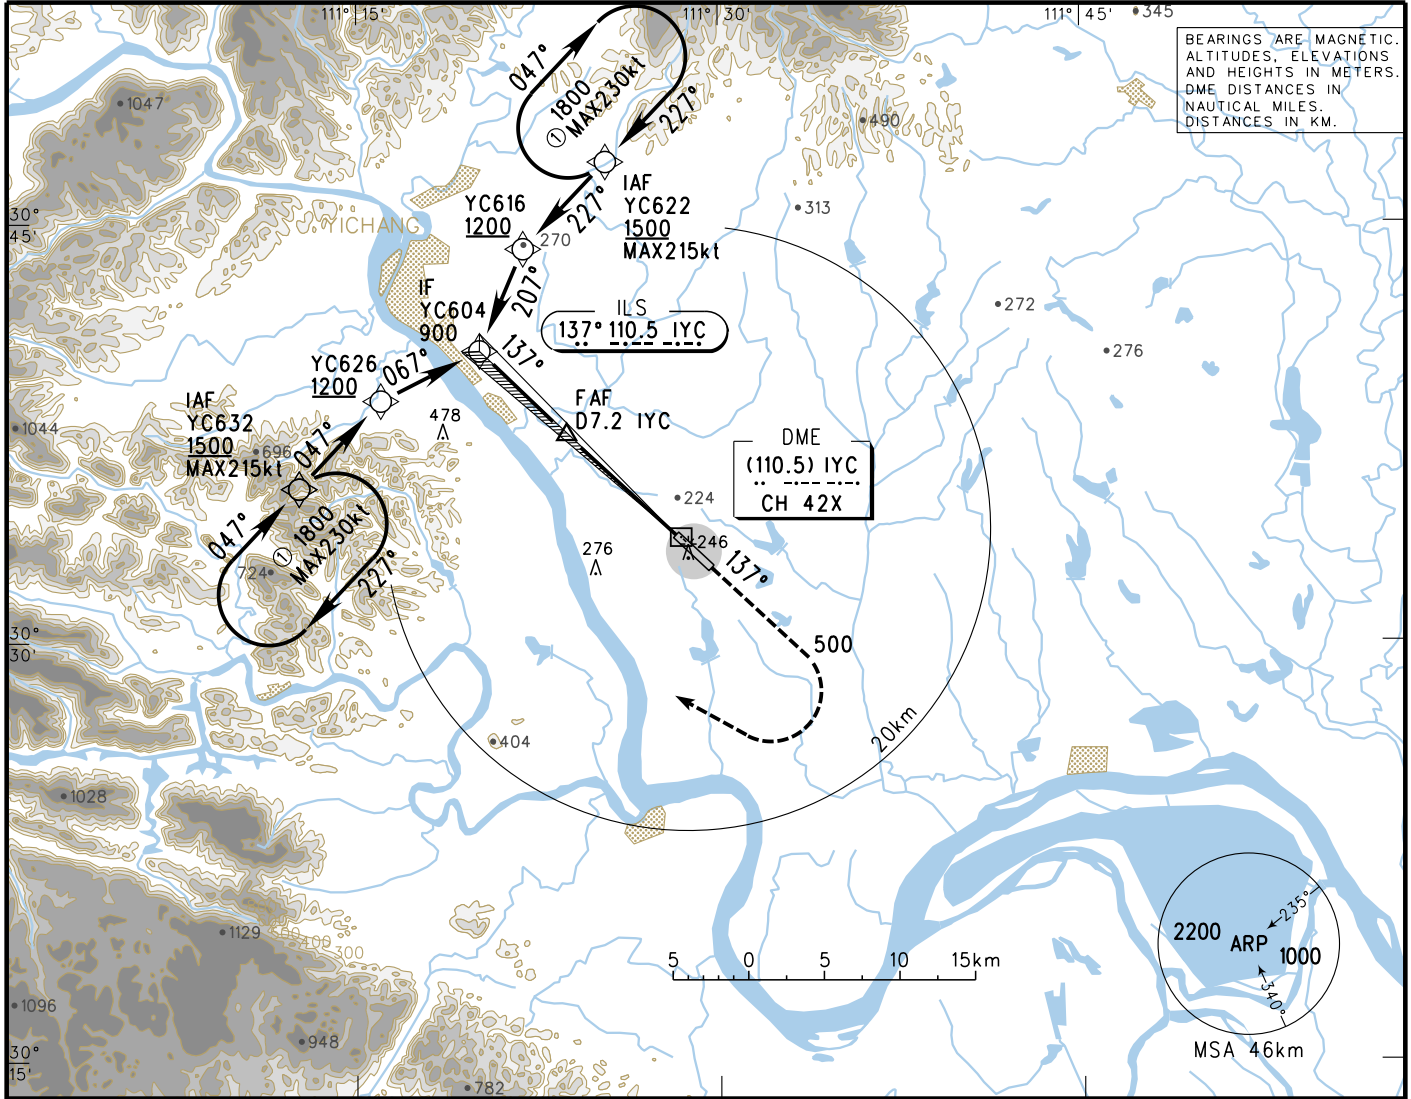 111° 15'
111° 30'
111° 45'
345
BEARINGS ARE MAGNETIC.
ALTITUDES, ELEVATIONS
AND HEIGHTS IN METERS.
DME DISTANCES IN
NAUTICAL MILES.
DISTANCES IN KM.
047°
1800
① MAX230kt
227°
1047
490
IAF
YC622
1500
MAX215kt
227°
YC616
1200
270
313
30°
45'
YICHANG
207°
IF
YC604
900
ILS
137° 110.5 IYC
137°
272
276
YC626
1200
067°
IAF
YC632
1500
MAX215kt
047°
696
1044
478
FAF
D7.2 IYC
DME
(110.5) IYC
CH 42X
224
246
276
137°
047°
1800
① MAX230kt
227°
724
30°
30'
500
20km
404
1028
1129
500
400
300
1096
948
782
5 0 5 10 15km
2200 ARP 1000
235°
340°
MSA 46km
30°
15'